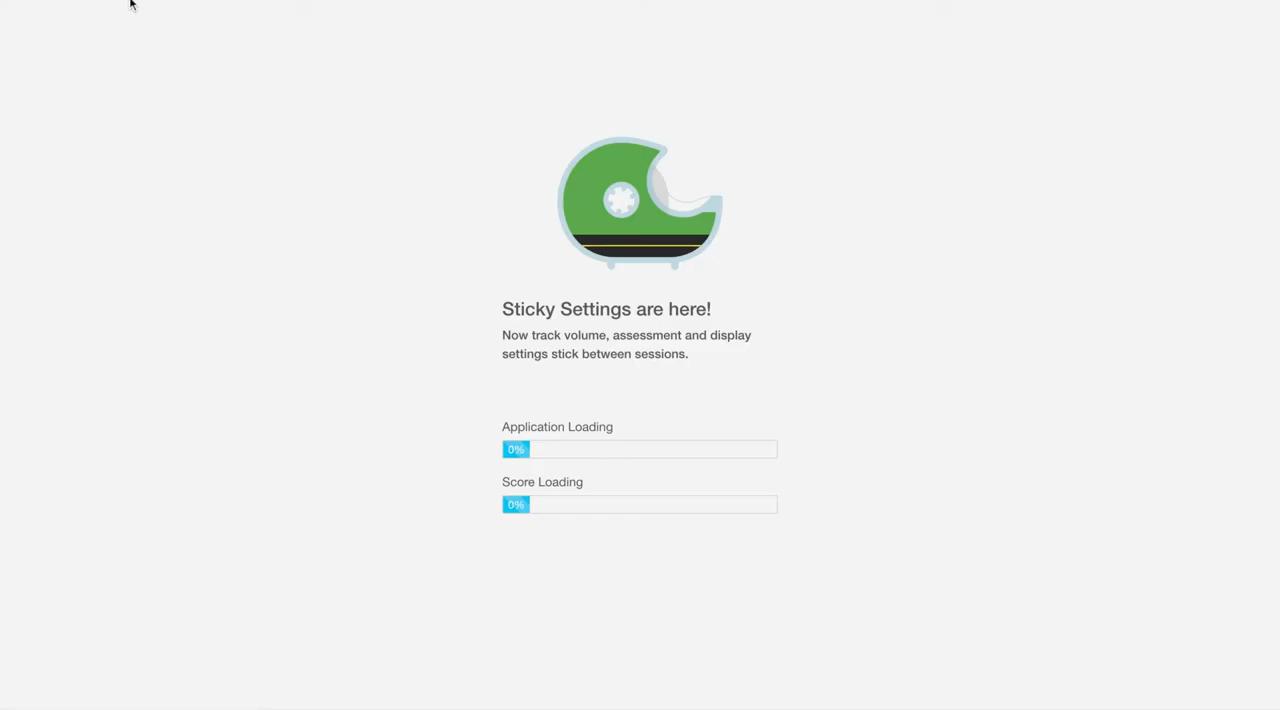 Sticky Settings are here!
Now track volume, assessment and display
settings stick between sessions.
Application Loading
0%
Score Loading
0%